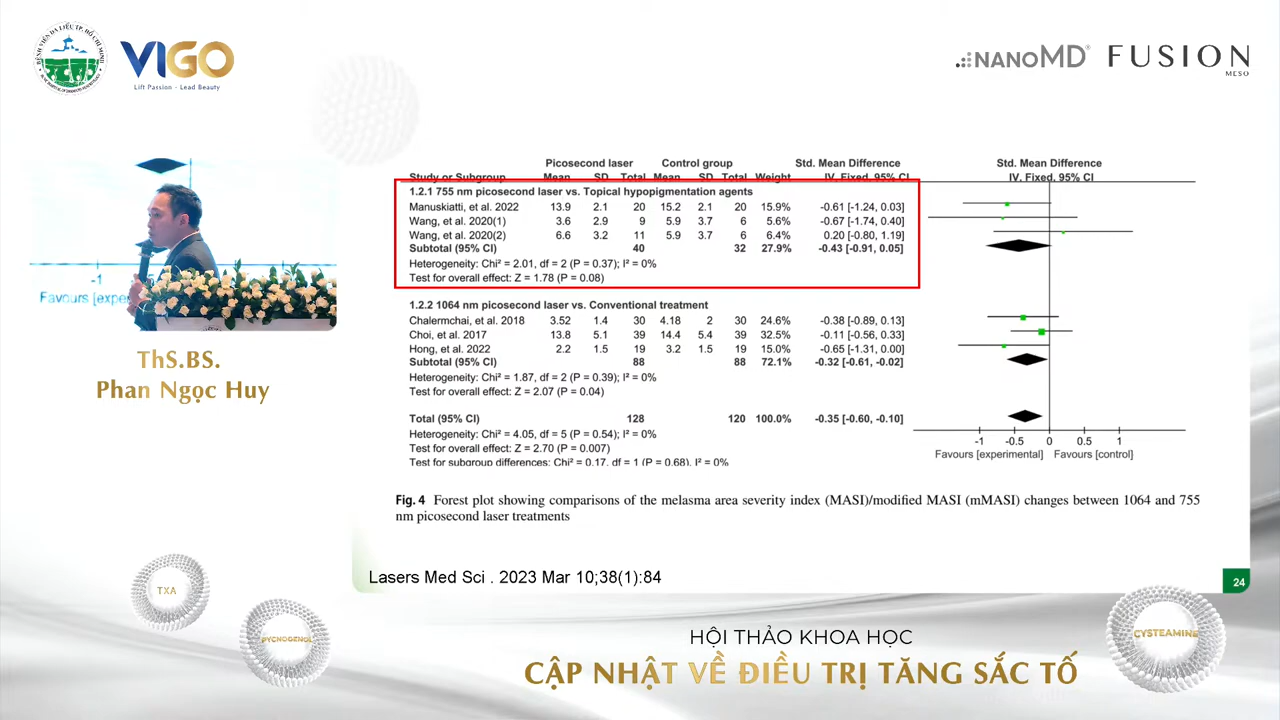 BỆNH VIỆN DA LIỄU TP. HỒ CHÍ MINH
VIGO
Lift Passion - Lead Beauty
NANOMD® FUSION
MESO
-1
Favours [exper
ThS.BS.
Phan Ngọc Huy
Picosecond laser Control group Std. Mean Difference Std. Mean Difference
Study or Subgroup Mean SD Total Mean SD Total Weight IV, Fixed, 95% CI IV, Fixed, 95% CI
1.2.1 755 nm picosecond laser vs. Topical hypopigmentation agents
Manuskiatti, et al. 2022 13.9 2.1 20 15.2 2.1 20 15.9% -0.61 [-1.24, 0.03]
Wang, et al. 2020(1) 3.6 2.9 9 5.9 3.7 6 5.6% -0.67 [-1.74, 0.40]
Wang, et al. 2020(2) 6.6 3.2 11 5.9 3.7 6 6.4% 0.20 [-0.80, 1.19]
Subtotal (95% CI) 40 32 27.9% -0.43 [-0.91, 0.05]
Heterogeneity: Chi² = 2.01, df = 2 (P = 0.37); I² = 0%
Test for overall effect: Z = 1.78 (P = 0.08)
1.2.2 1064 nm picosecond laser vs. Conventional treatment
Chalermchai, et al. 2018 3.52 1.4 30 4.18 2 30 24.6% -0.38 [-0.89, 0.13]
Choi, et al. 2017 13.8 5.1 39 14.4 5.4 39 32.5% -0.11 [-0.56, 0.33]
Hong, et al. 2022 2.2 1.5 19 3.2 1.5 19 15.0% -0.65 [-1.31, 0.00]
Subtotal (95% CI) 88 88 72.1% -0.32 [-0.61, -0.02]
Heterogeneity: Chi² = 1.87, df = 2 (P = 0.39); I² = 0%
Test for overall effect: Z = 2.07 (P = 0.04)
Total (95% CI) 128 120 100.0% -0.35 [-0.60, -0.10]
Heterogeneity: Chi² = 4.05, df = 5 (P = 0.54); I² = 0%
Test for overall effect: Z = 2.70 (P = 0.007)
Test for subgroup differences: Chi² = 0.17, df = 1 (P = 0.68), I² = 0%
-1 -0.5 0 0.5 1
Favours [experimental] Favours [control]
Fig. 4 Forest plot showing comparisons of the melasma area severity index (MASI)/modified MASI (mMASI) changes between 1064 and 755
nm picosecond laser treatments
Lasers Med Sci . 2023 Mar 10;38(1):84
24
TXA
PYCNOGENOL
CYSTEAMINE
HỘI THẢO KHOA HỌC
CẬP NHẬT VỀ ĐIỀU TRỊ TĂNG SẮC TỐ